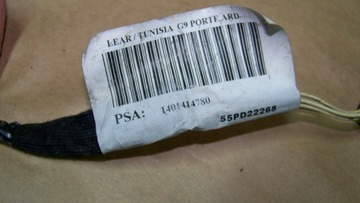 LEAR / TUNISIA G9 PORTE ARD.
PSA: 1401414780
55PD22268